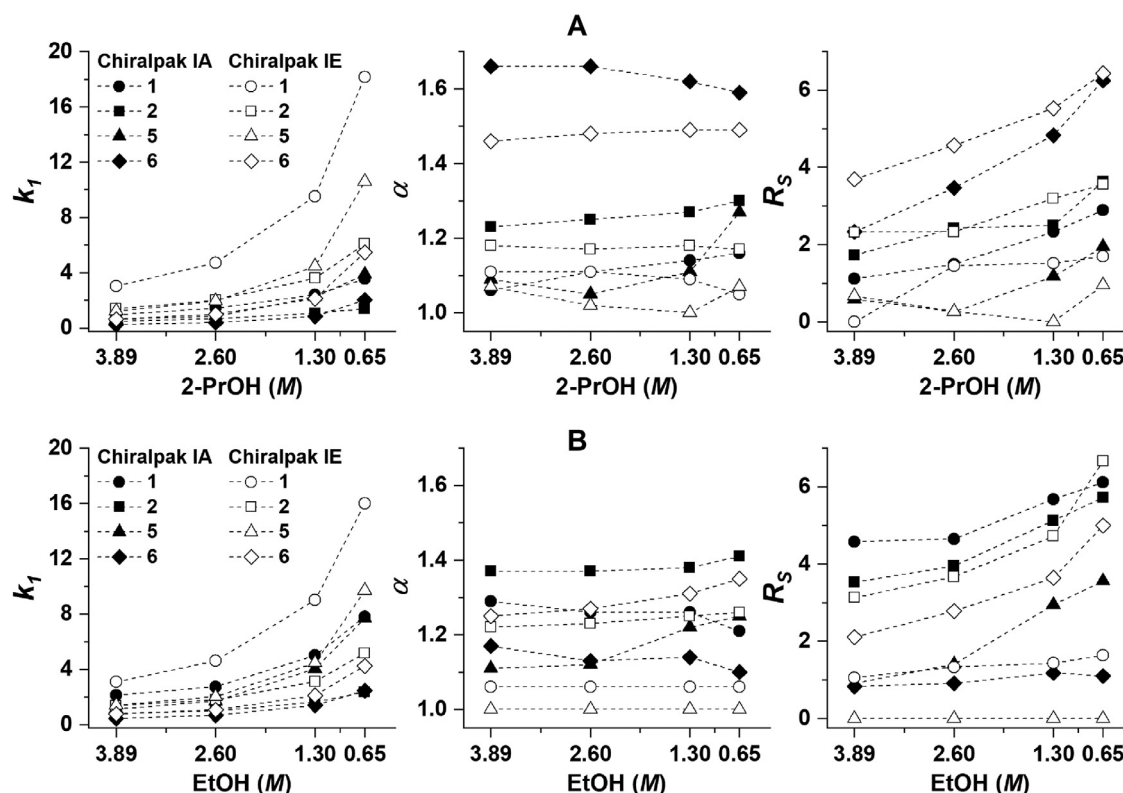 A
Chiralpak IA Chiralpak IE
1 1
2 2
5 5
6 6
k1
20
16
12
8
4
0
3.89 2.60 1.30 0.65
2-PrOH (M)
α
1.6
1.4
1.2
1.0
3.89 2.60 1.30 0.65
2-PrOH (M)
RS
6
4
2
0
3.89 2.60 1.30 0.65
2-PrOH (M)
B
Chiralpak IA Chiralpak IE
1 1
2 2
5 5
6 6
k1
20
16
12
8
4
0
3.89 2.60 1.30 0.65
EtOH (M)
α
1.6
1.4
1.2
1.0
3.89 2.60 1.30 0.65
EtOH (M)
RS
6
4
2
0
3.89 2.60 1.30 0.65
EtOH (M)